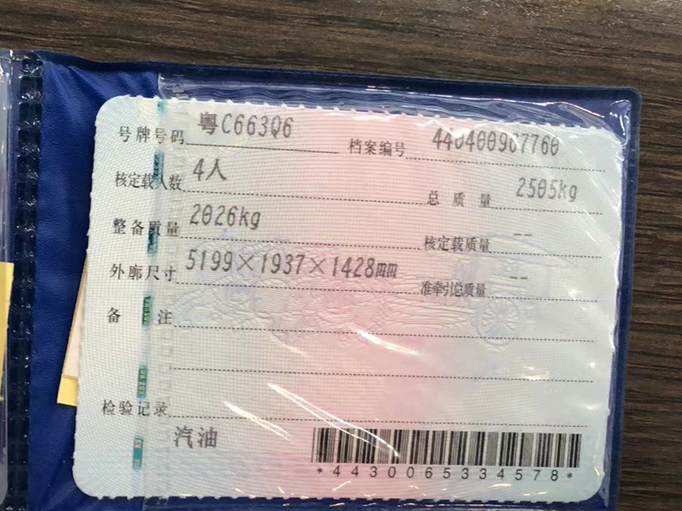 号牌号码 粤C663Q6 档案编号 440400967760
核定载人数 4人 总质量 2505kg
整备质量 2026kg 核定载质量 --
外廓尺寸 5199×1937×1428mm 准牵引总质量 --
备注
检验记录
汽油
*4430065334578*